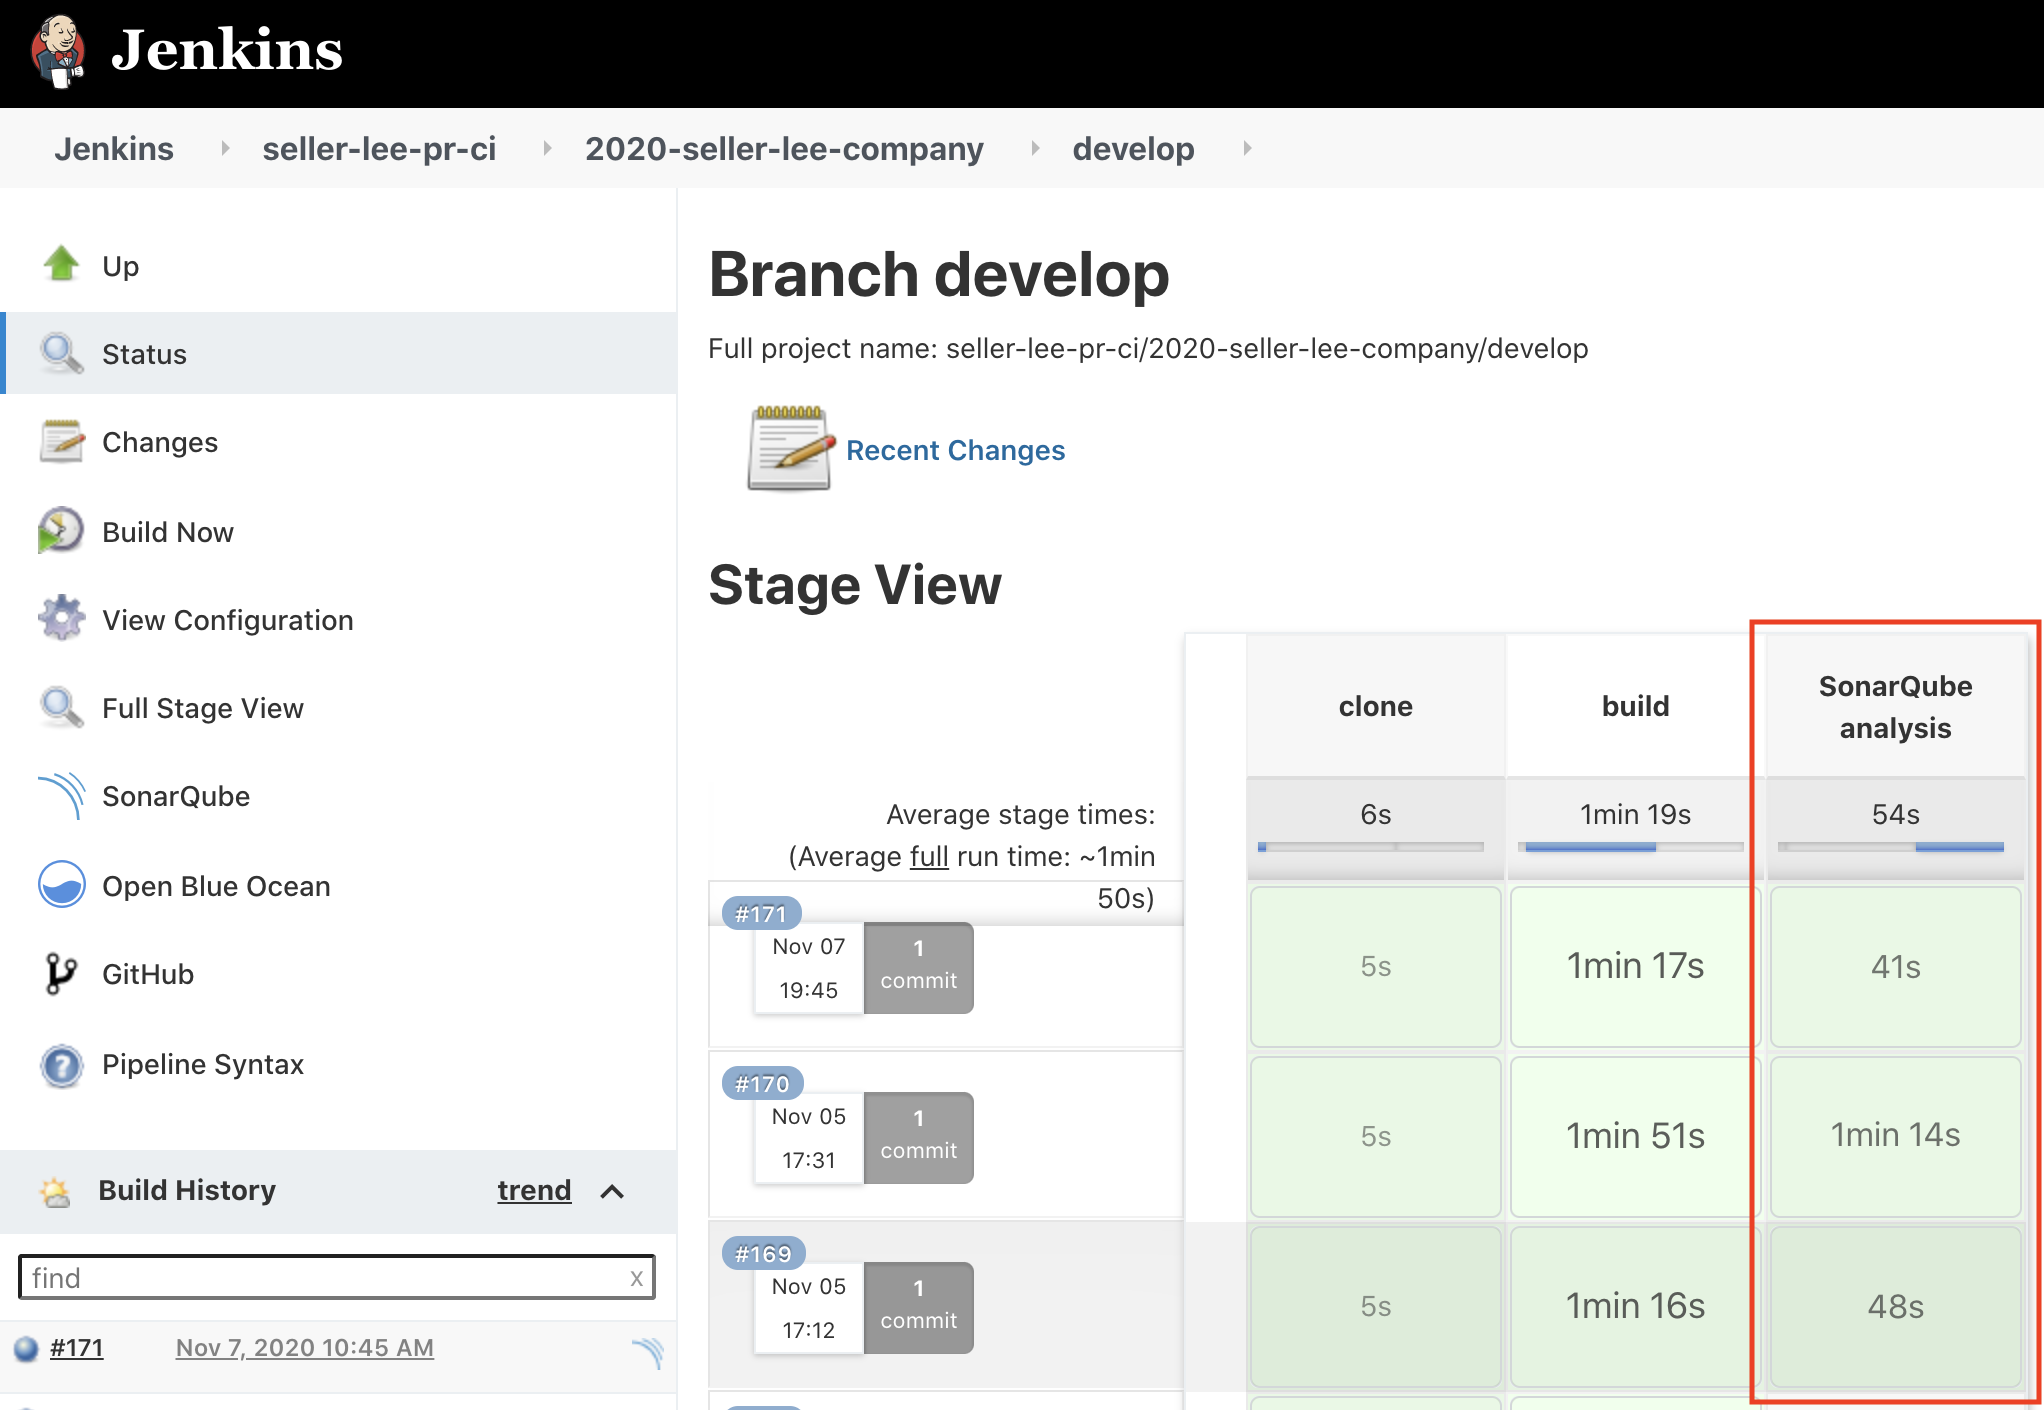 Jenkins
Jenkins
seller-lee-pr-ci
2020-seller-lee-company
develop
Up
Status
Changes
Build Now
View Configuration
Full Stage View
SonarQube
Open Blue Ocean
GitHub
Pipeline Syntax
Build History
trend
find
x
#171
Nov 7, 2020 10:45 AM
Branch develop
Full project name: seller-lee-pr-ci/2020-seller-lee-company/develop
Recent Changes
Stage View
clone
build
SonarQube
analysis
Average stage times:
(Average full run time: ~1min
50s)
6s
1min 19s
54s
#171
Nov 07
19:45
1
commit
5s
1min 17s
41s
#170
Nov 05
17:31
1
commit
5s
1min 51s
1min 14s
#169
Nov 05
17:12
1
commit
5s
1min 16s
48s